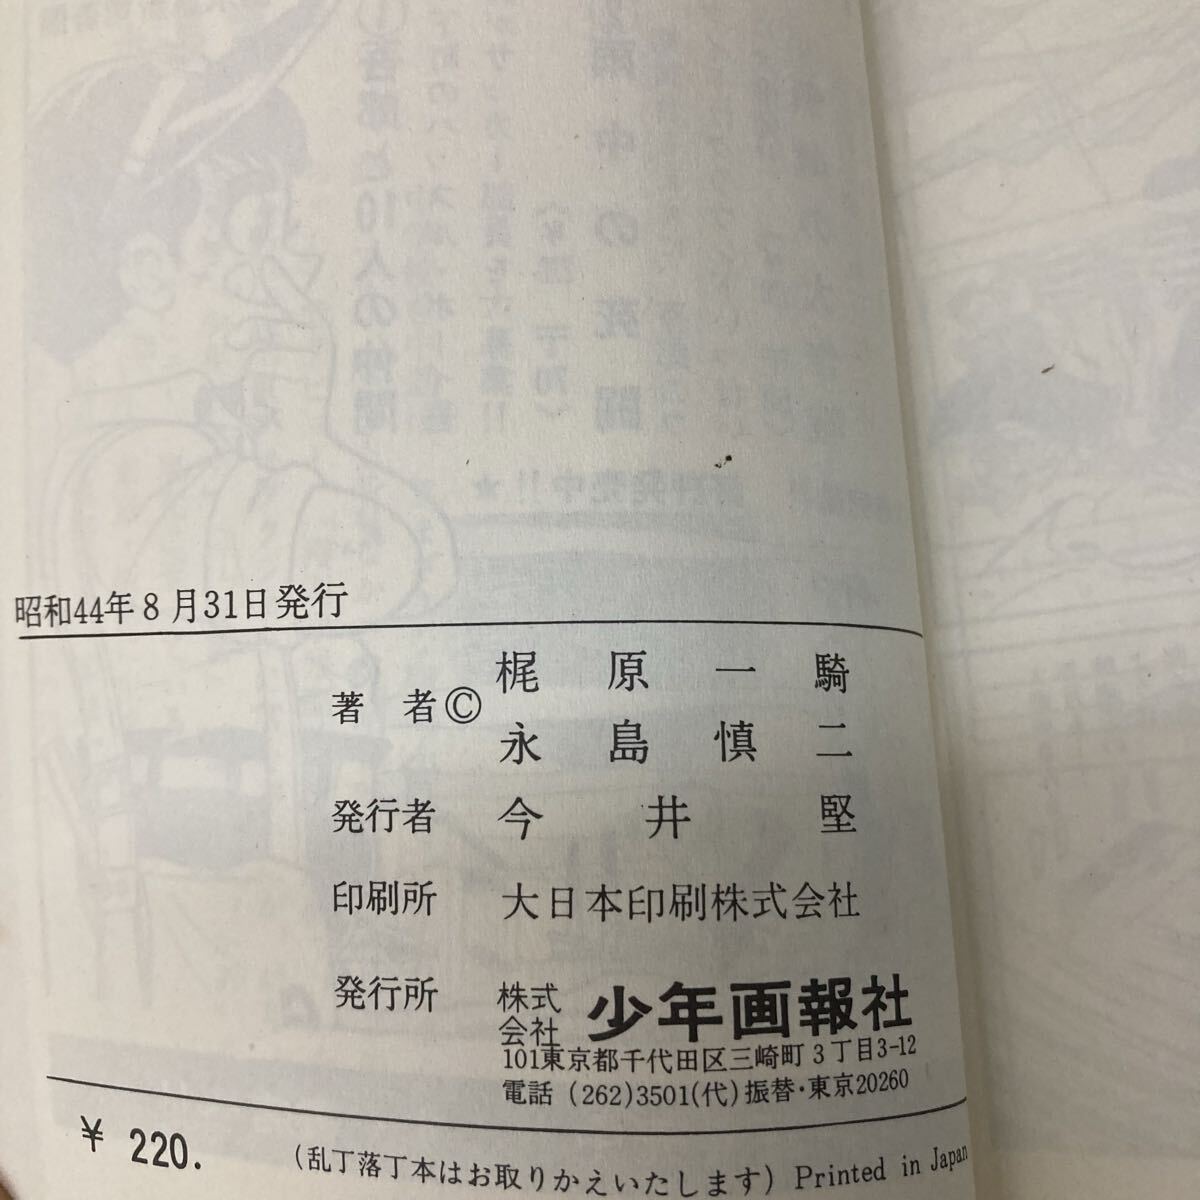 昭和44年8月31日発行
著者© 梶原一騎
永島慎二
発行者 今井堅
印刷所 大日本印刷株式会社
発行所 株式会社 少年画報社
101東京都千代田区三崎町3丁目3-12
電話(262)3501(代)振替・東京20260
¥220. (乱丁落丁本はお取りかえいたします) Printed in Japan